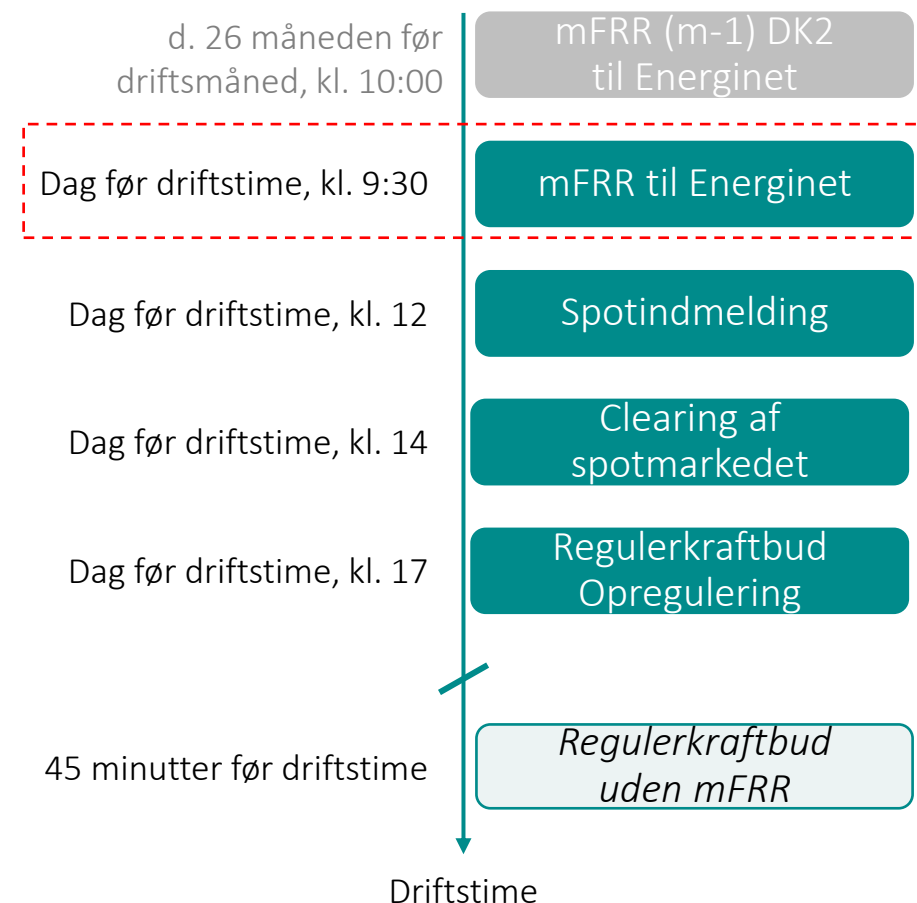 d. 26 måneden før
driftsmåned, kl. 10:00
mFRR (m-1) DK2
til Energinet
Dag før driftstime, kl. 9:30
mFRR til Energinet
Dag før driftstime, kl. 12
Spotindmelding
Dag før driftstime, kl. 14
Clearing af
spotmarkedet
Dag før driftstime, kl. 17
Regulerkraftbud
Opregulering
45 minutter før driftstime
Regulerkraftbud
uden mFRR
Driftstime